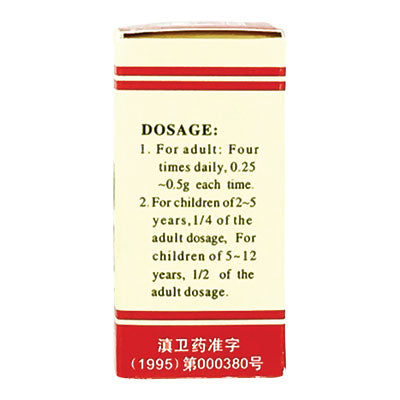 DOSAGE:
1. For adult: Four
times daily, 0.25
~0.5g each time.
2. For children of 2~5
years, 1/4 of the
adult dosage, For
children of 5~12
years, 1/2 of the
adult dosage.
滇卫药准字
(1995) 第000380号